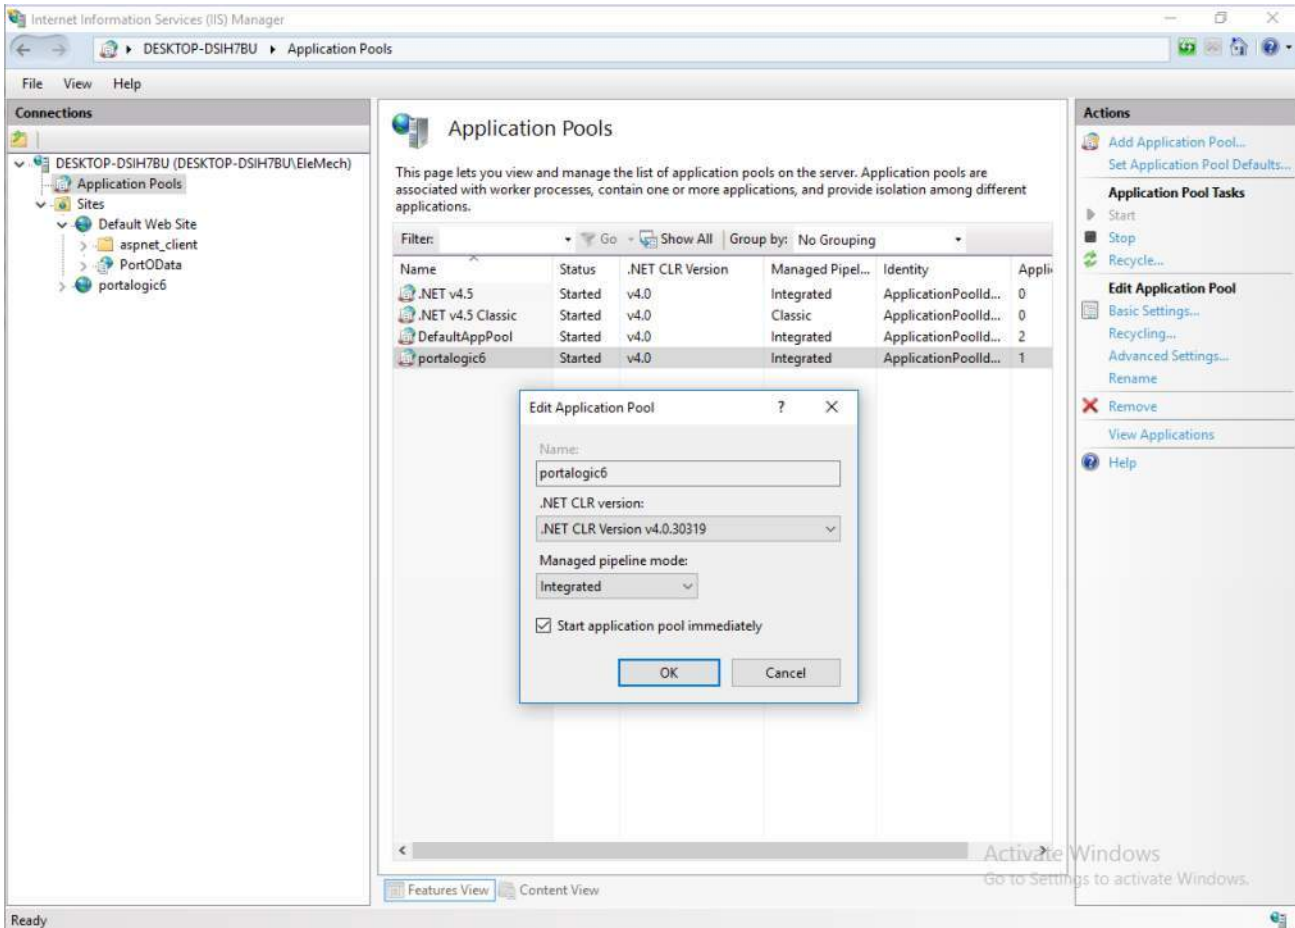 Internet Information Services (IIS) Manager
DESKTOP-DSIH7BU Application Pools
File View Help
Connections
DESKTOP-DSIH7BU (DESKTOP-DSIH7BU\EleMech)
Application Pools
Sites
Default Web Site
aspnet_client
PortOData
portalogic6
Application Pools
This page lets you view and manage the list of application pools on the server. Application pools are
associated with worker processes, contain one or more applications, and provide isolation among different
applications.
Filter: Go Show All Group by: No Grouping
Name Status .NET CLR Version Managed Pipel... Identity Appli
.NET v4.5 Started v4.0 Integrated ApplicationPoolId... 0
.NET v4.5 Classic Started v4.0 Classic ApplicationPoolId... 0
DefaultAppPool Started v4.0 Integrated ApplicationPoolId... 2
portalogic6 Started v4.0 Integrated ApplicationPoolId... 1
Edit Application Pool ?
Name:
portalogic6
.NET CLR version:
.NET CLR Version v4.0.30319
Managed pipeline mode:
Integrated
Start application pool immediately
OK Cancel
Features View Content View
Actions
Add Application Pool...
Set Application Pool Defaults...
Application Pool Tasks
Start
Stop
Recycle...
Edit Application Pool
Basic Settings...
Recycling...
Advanced Settings...
Rename
Remove
View Applications
Help
Activate Windows
Go to Settings to activate Windows.
Ready